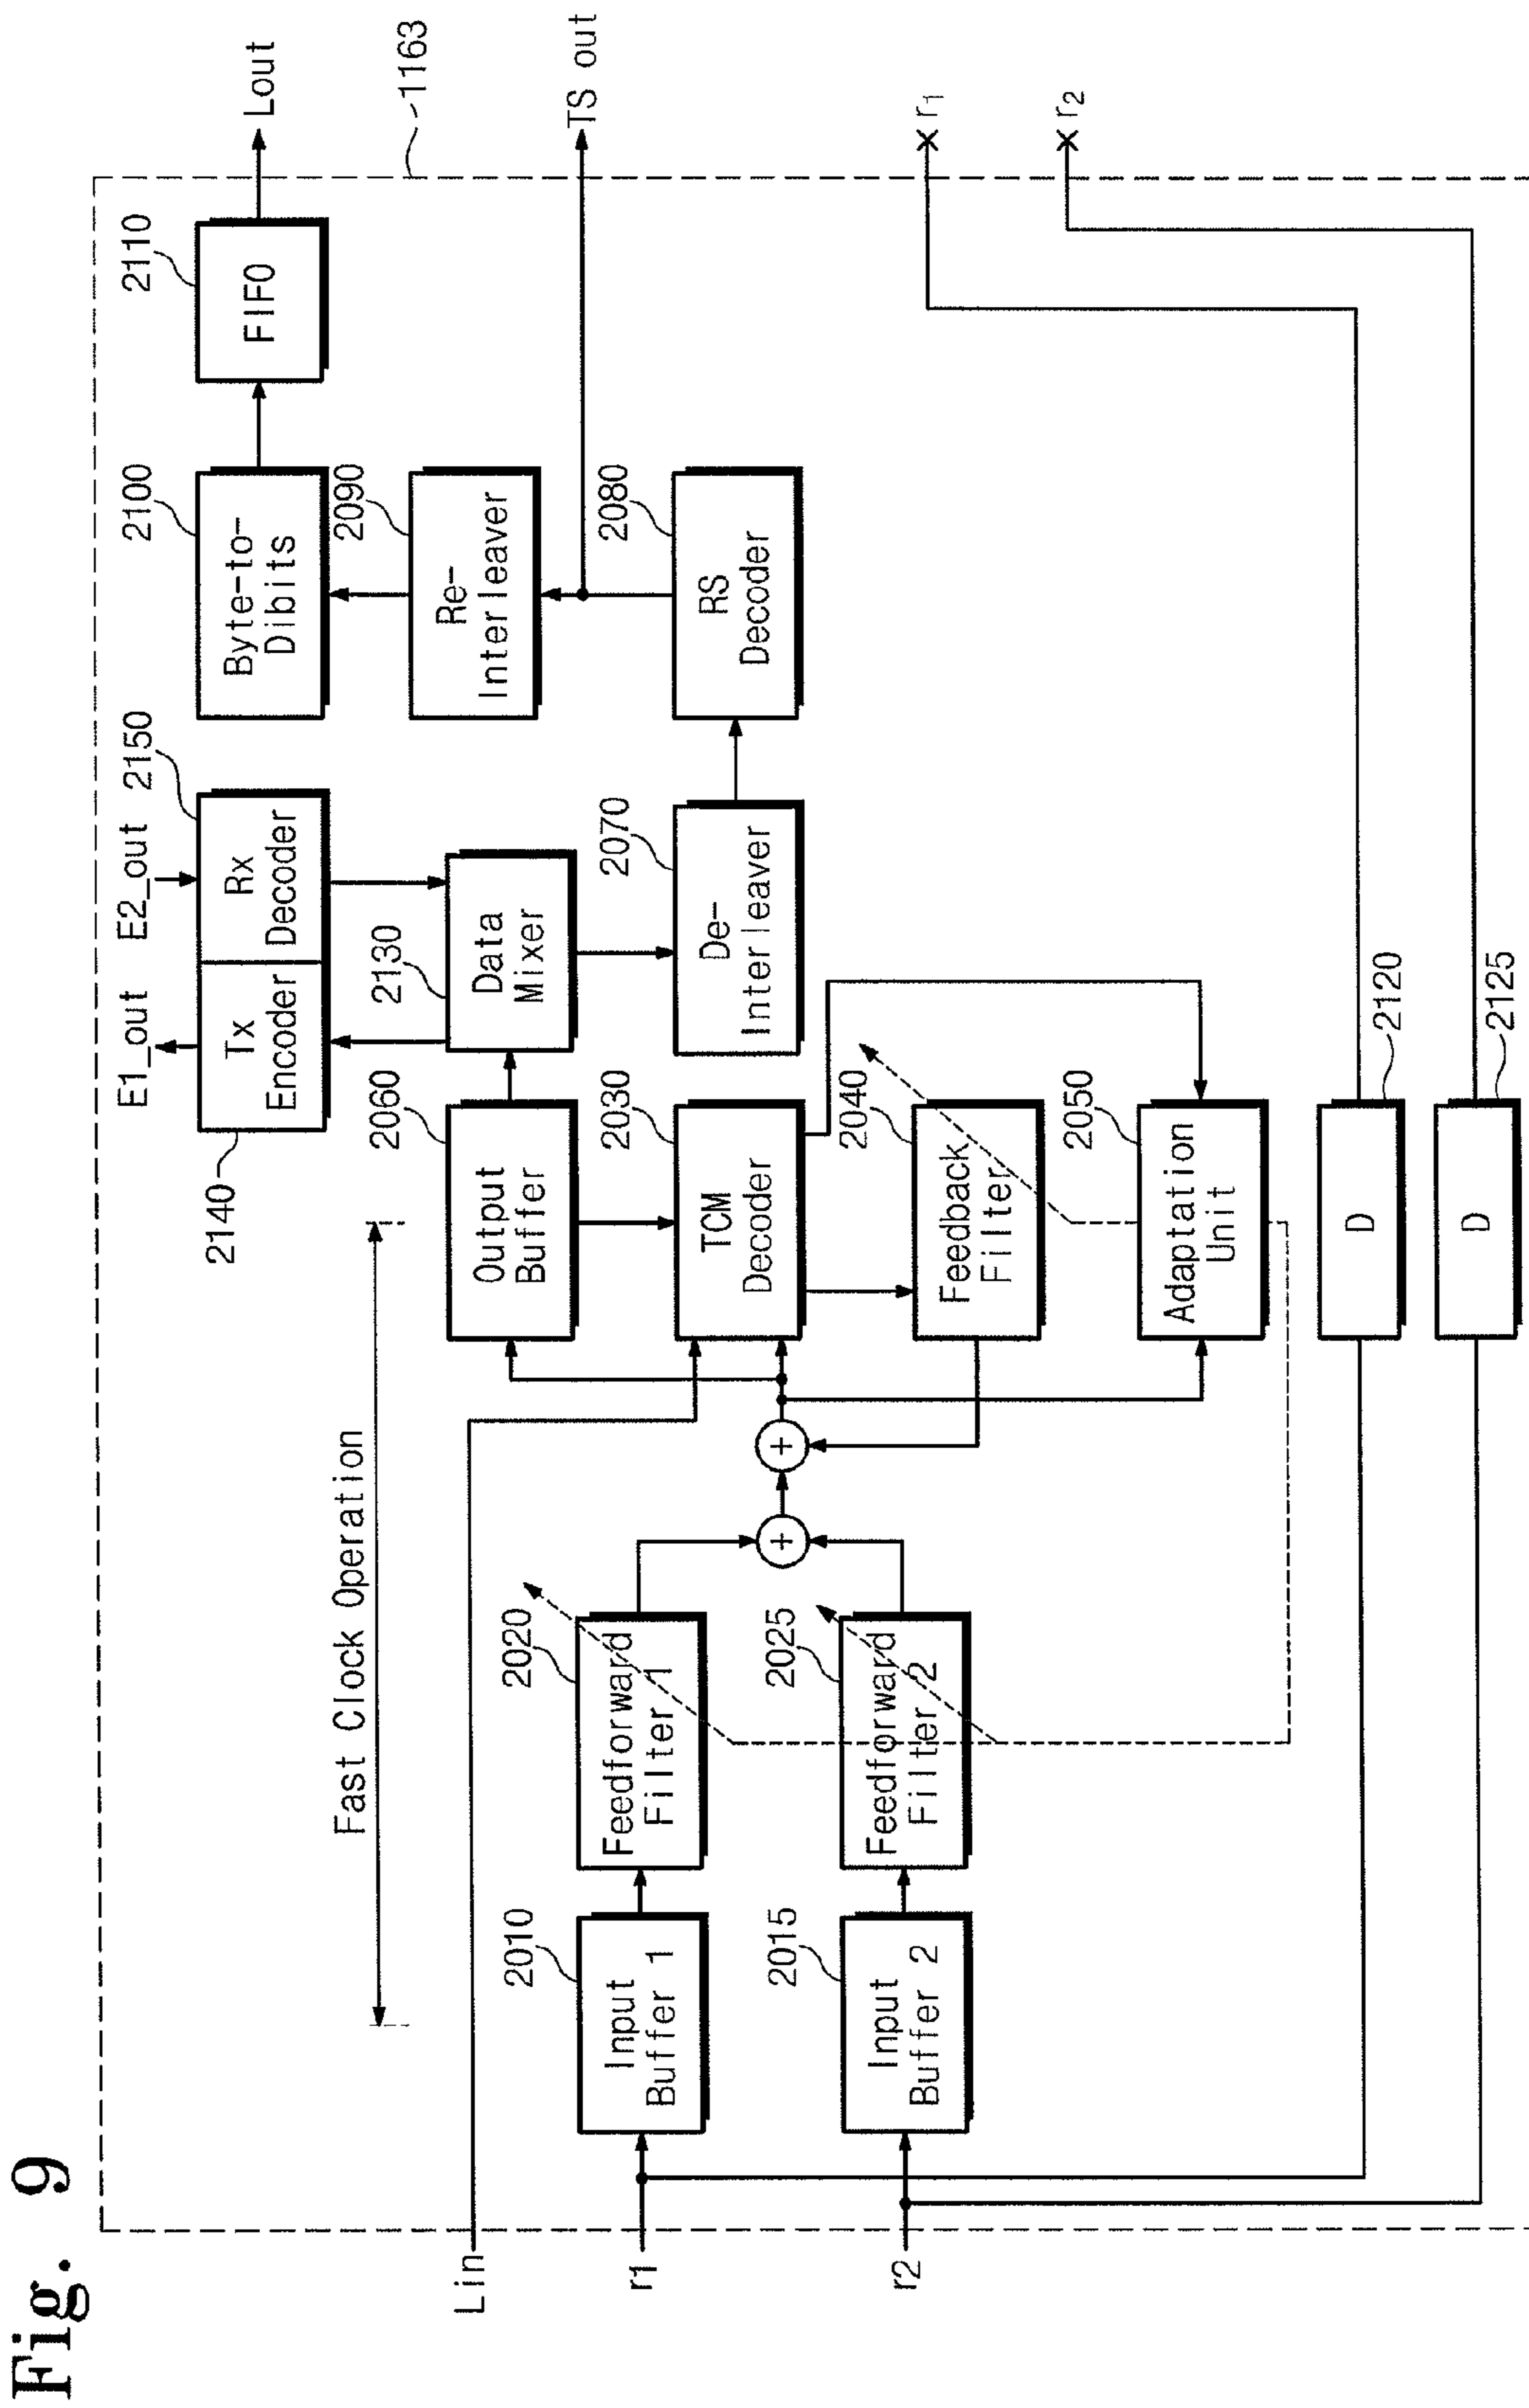 Fig. 9
1163
Fast Clock Operation
E1_out
E2_out
2140
Tx
Encoder
2150
Rx
Decoder
2100
Byte-to-
Dibits
2110
FIFO
Lout
Lin
2060
Output
Buffer
2130
Data
Mixer
2090
Re-
Interleaver
TS out
r1
2010
Input
Buffer 1
2020
Feedforward
Filter 1
+
+
2030
TCM
Decoder
2070
De-
Interleaver
2080
RS
Decoder
r2
2015
Input
Buffer 2
2025
Feedforward
Filter 2
2040
Feedback
Filter
2050
Adaptation
Unit
D
2120
r1
D
2125
r2